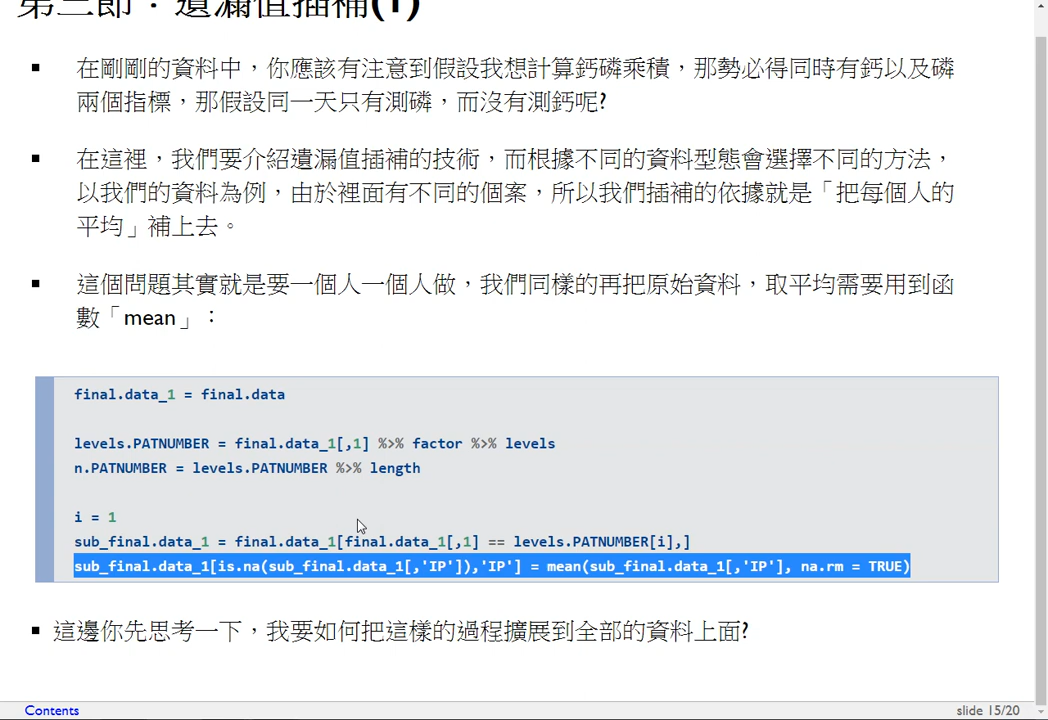 第三節：遺漏值插補(1)
▪ 在剛剛的資料中，你應該有注意到假設我想計算鈣磷乘積，那勢必得同時有鈣以及磷
兩個指標，那假設同一天只有測磷，而沒有測鈣呢?
▪ 在這裡，我們要介紹遺漏值插補的技術，而根據不同的資料型態會選擇不同的方法，
以我們的資料為例，由於裡面有不同的個案，所以我們插補的依據就是「把每個人的
平均」補上去。
▪ 這個問題其實就是要一個人一個人做，我們同樣的再把原始資料，取平均需要用到函
數「mean」：
final.data_1 = final.data
levels.PATNUMBER = final.data_1[,1] %>% factor %>% levels
n.PATNUMBER = levels.PATNUMBER %>% length
i = 1
sub_final.data_1 = final.data_1[final.data_1[,1] == levels.PATNUMBER[i],]
sub_final.data_1[is.na(sub_final.data_1[,'IP']),'IP'] = mean(sub_final.data_1[,'IP'], na.rm = TRUE)
▪ 這邊你先思考一下，我要如何把這樣的過程擴展到全部的資料上面?
Contents
slide 15/20